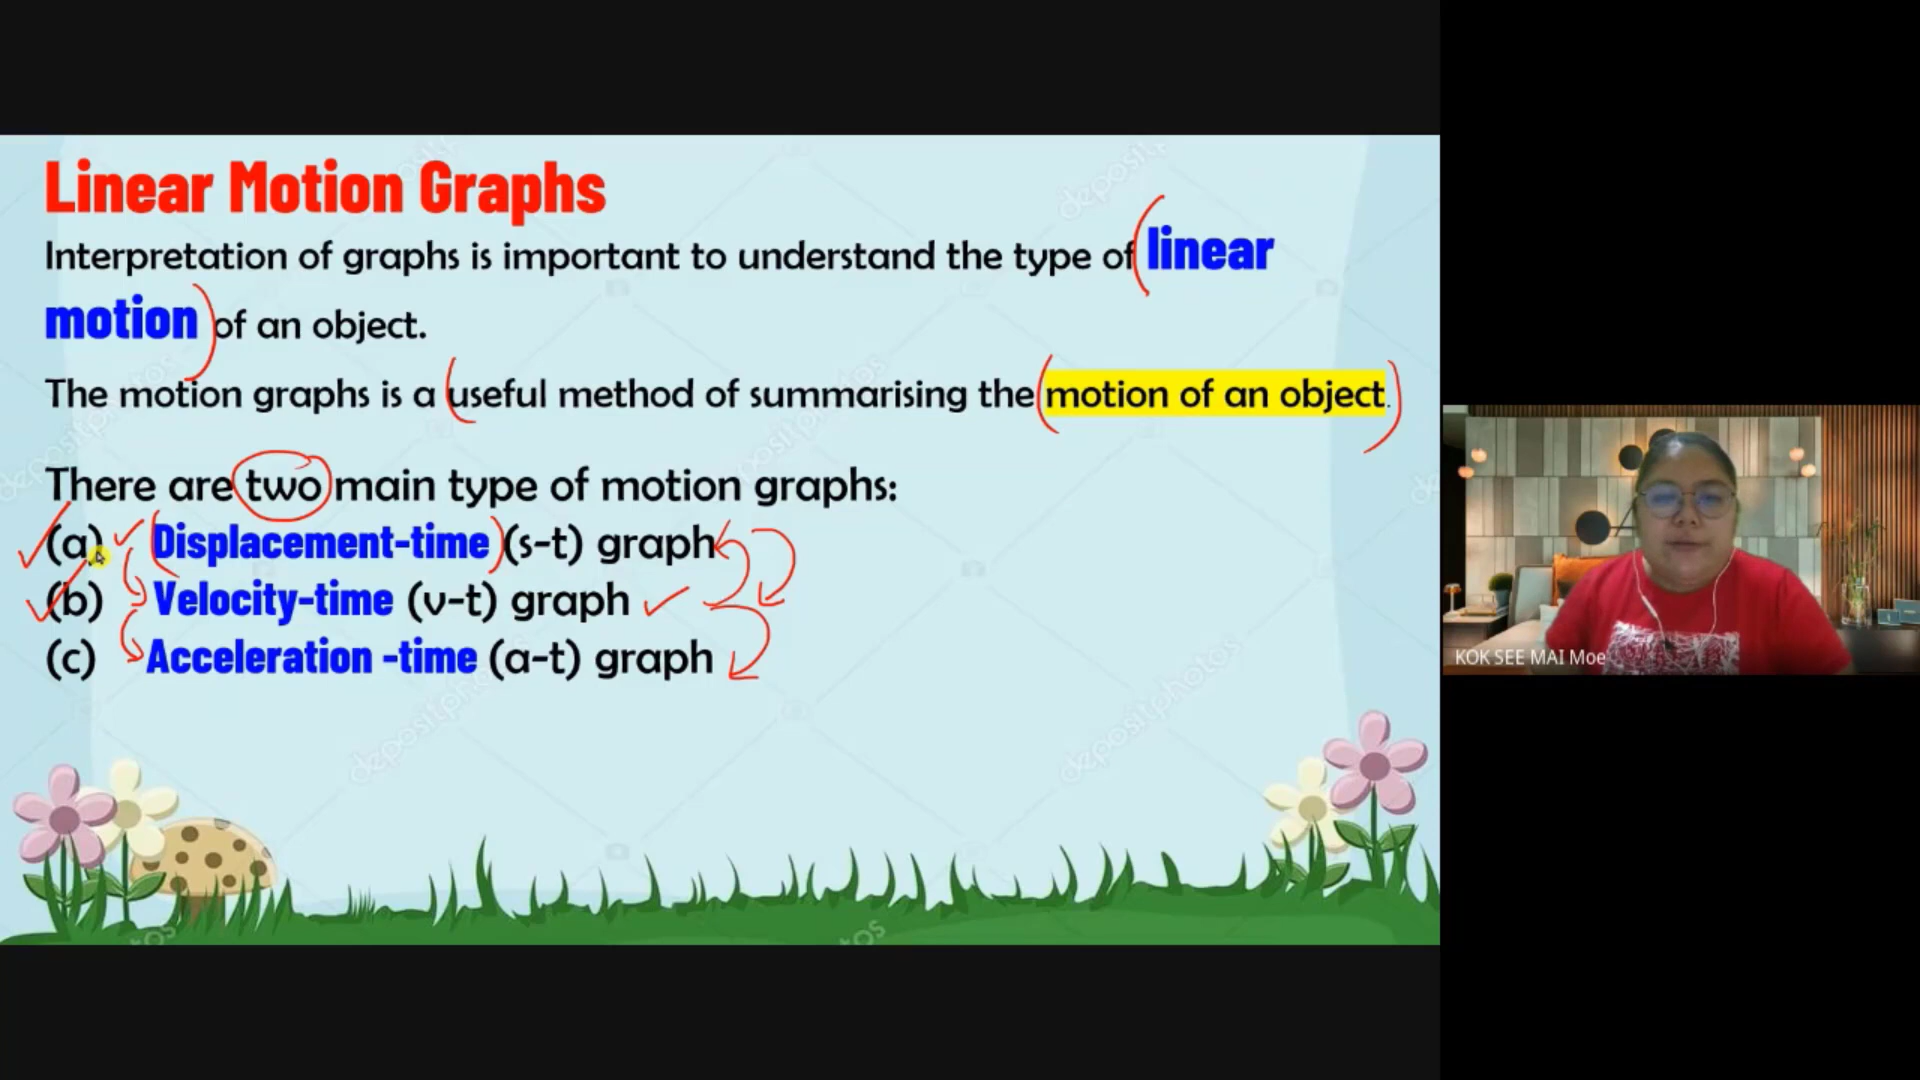 Linear Motion Graphs
Interpretation of graphs is important to understand the type of linear
motion of an object.
The motion graphs is a useful method of summarising the motion of an object.
There are two main type of motion graphs:
(a) Displacement-time (s-t) graph
(b) Velocity-time (v-t) graph
(c) Acceleration -time (a-t) graph
KOK SEE MAI Moe
depositphotos
depositphotos